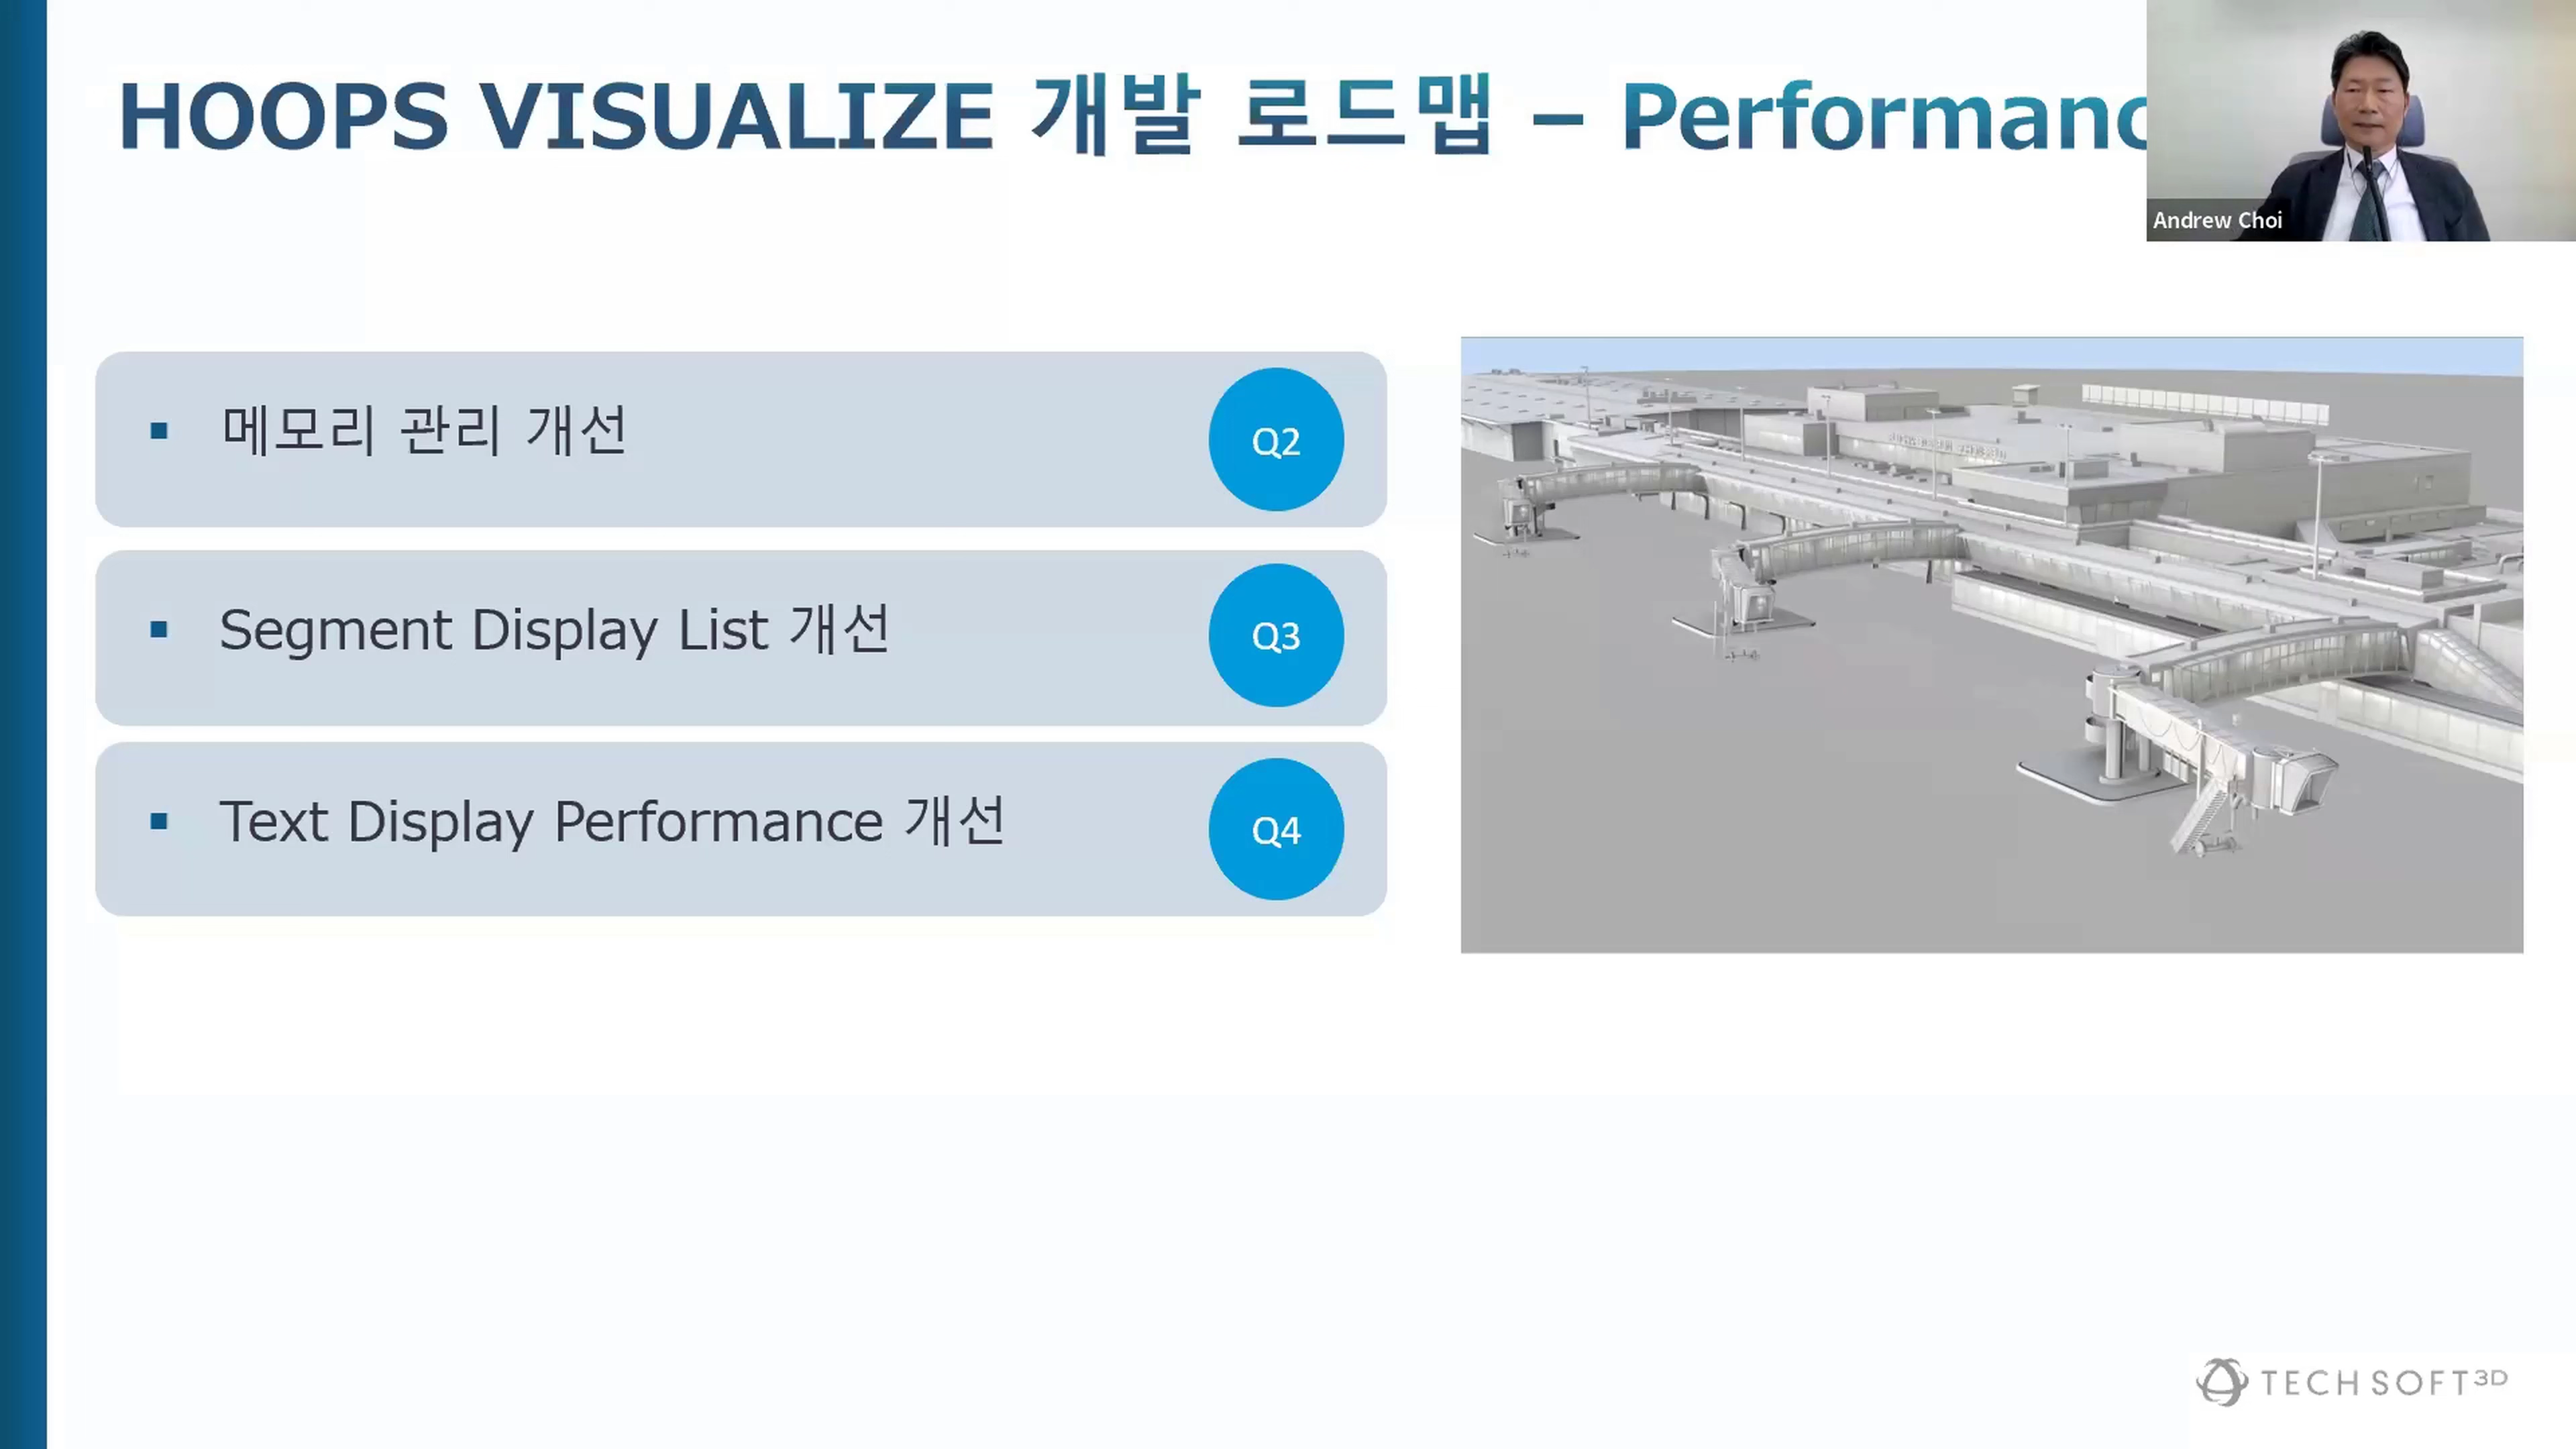 HOOPS VISUALIZE 개발 로드맵 – Performanc
Andrew Choi
▪ 메모리 관리 개선
Q2
▪ Segment Display List 개선
Q3
▪ Text Display Performance 개선
Q4
TECH SOFT 3D